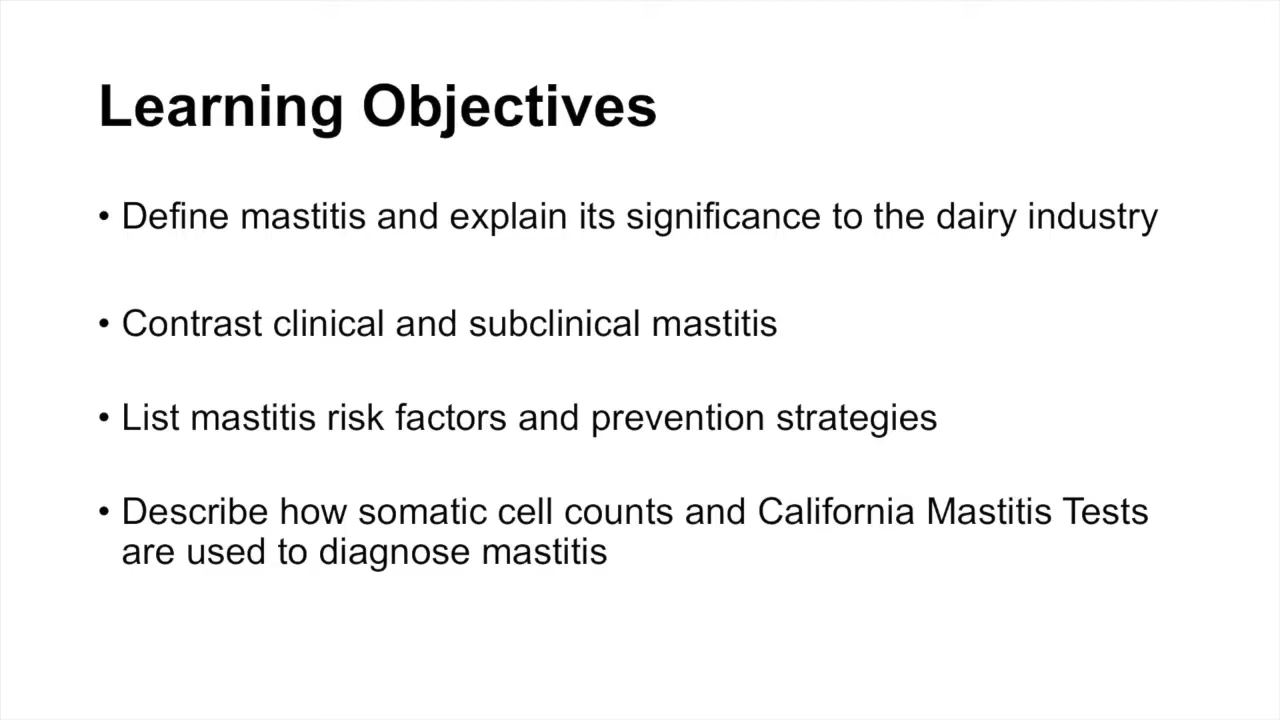 Learning Objectives
• Define mastitis and explain its significance to the dairy industry
• Contrast clinical and subclinical mastitis
• List mastitis risk factors and prevention strategies
• Describe how somatic cell counts and California Mastitis Tests
are used to diagnose mastitis